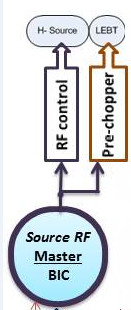 H- Source
LEBT
RF control
Pre-chopper
Source RF
Master
BIC